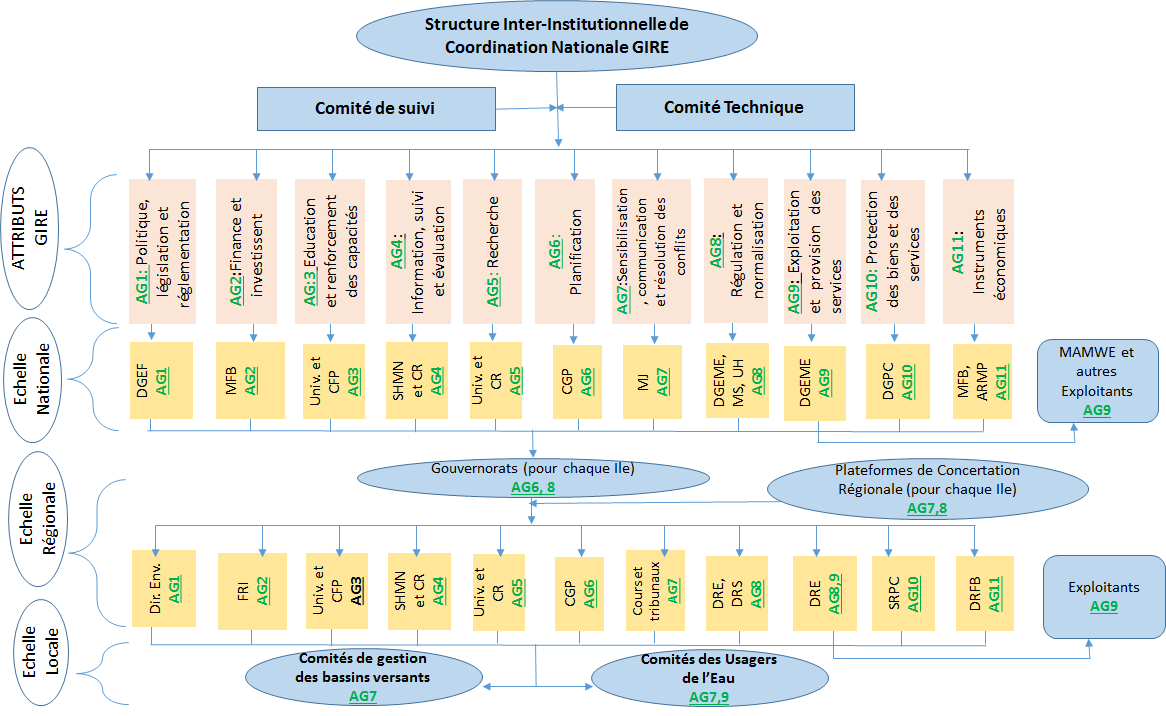 Structure Inter-Institutionnelle de
Coordination Nationale GIRE
Comité de suivi
Comité Technique
ATTRIBUTS
GIRE
AG1: Politique,
législation et
réglementation
AG2:Finance et
investissent
AG:3 Education
et renforcement
des capacités
AG4:
Information, suivi
et évaluation
AG5: Recherche
AG6:
Planification
AG7:Sensibilisation
, communication
et résolution des
conflits
AG8:
Régulation et
normalisation
AG9: Exploitation
et provision des
services
AG10: Protection
des biens et des
services
AG11:
Instruments
économiques
Echelle
Nationale
DGEF
AG1
MFB
AG2
Univ. et
CFP
AG3
SHMN
et CR
AG4
Univ. et
CR
AG5
CGP
AG6
MJ
AG7
DGEME,
MS, UH
AG8
DGEME
AG9
DGPC
AG10
MFB,
ARMP
AG11
MAMWE et
autres
Exploitants
AG9
Gouvernorats (pour chaque Ile)
AG6, 8
Plateformes de Concertation
Régionale (pour chaque Ile)
AG7,8
Echelle
Régionale
Dir. Env.
AG1
FRI
AG2
Univ. et
CFP
AG3
SHMN
et CR
AG4
Univ. et
CR
AG5
CGP
AG6
Cours et
tribunaux
AG7
DRE,
DRS
AG8
DRE
AG8,9
SRPC
AG10
DRFB
AG11
Exploitants
AG9
Echelle
Locale
Comités de gestion
des bassins versants
AG7
Comités des Usagers
de l’Eau
AG7,9